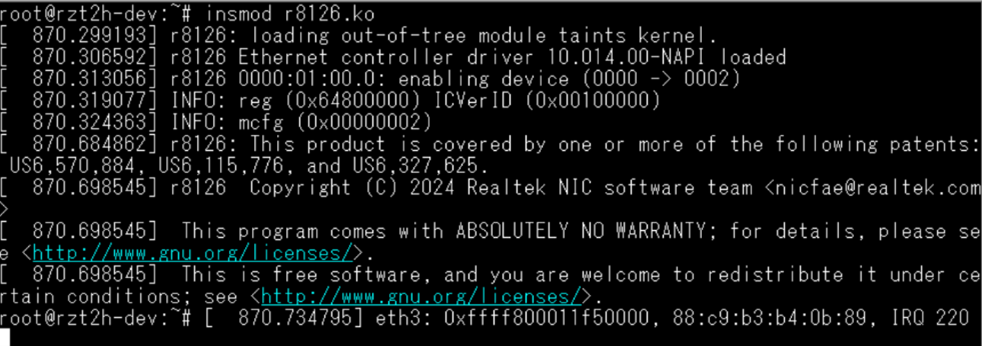 root@rzt2h-dev:~# insmod r8126.ko
[  870.299193] r8126: loading out-of-tree module taints kernel.
[  870.306592] r8126 Ethernet controller driver 10.014.00-NAPI loaded
[  870.313056] r8126 0000:01:00.0: enabling device (0000 -> 0002)
[  870.319077] INFO: reg (0x64800000) ICVerID (0x00100000)
[  870.324363] INFO: mcfg (0x00000002)
[  870.684862] r8126: This product is covered by one or more of the following patents:
 US6,570,884, US6,115,776, and US6,327,625.
[  870.698545] r8126  Copyright (C) 2024 Realtek NIC software team <nicfae@realtek.com
>
[  870.698545]  This program comes with ABSOLUTELY NO WARRANTY; for details, please se
e <http://www.gnu.org/licenses/>.
[  870.698545]  This is free software, and you are welcome to redistribute it under ce
rtain conditions; see <http://www.gnu.org/licenses/>.
root@rzt2h-dev:~# [  870.734795] eth3: 0xffff800011f50000, 88:c9:b3:b4:0b:89, IRQ 220